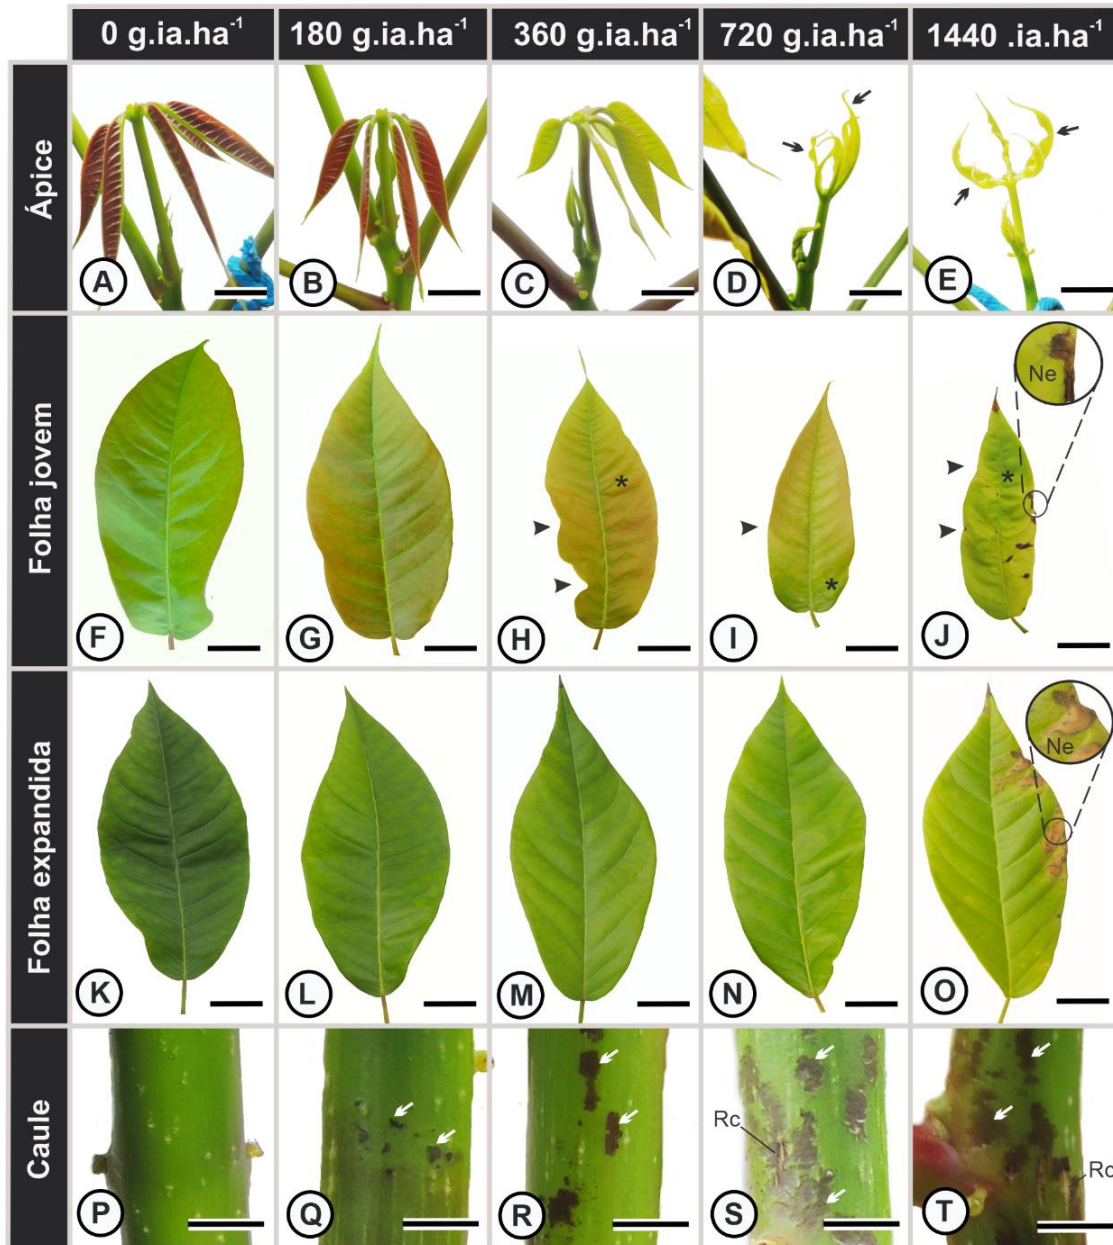 0 g.ia.ha⁻¹ 180 g.ia.ha⁻¹ 360 g.ia.ha⁻¹ 720 g.ia.ha⁻¹ 1440 .ia.ha⁻¹
Ápice
A B C D E
Folha jovem
Ne
* * *
F G H I J
Folha expandida
Ne
K L M N O
Caule
Rc Rc
P Q R S T